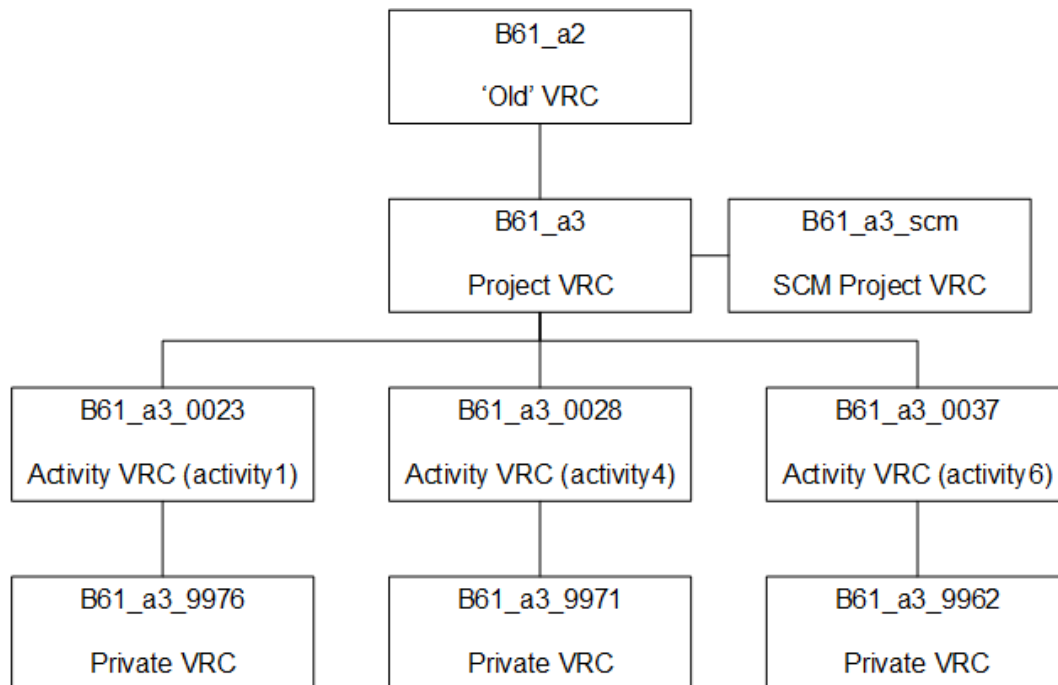 B61_a2
‘Old’ VRC
B61_a3
Project VRC
B61_a3_scm
SCM Project VRC
B61_a3_0023
Activity VRC (activity1)
B61_a3_0028
Activity VRC (activity4)
B61_a3_0037
Activity VRC (activity6)
B61_a3_9976
Private VRC
B61_a3_9971
Private VRC
B61_a3_9962
Private VRC